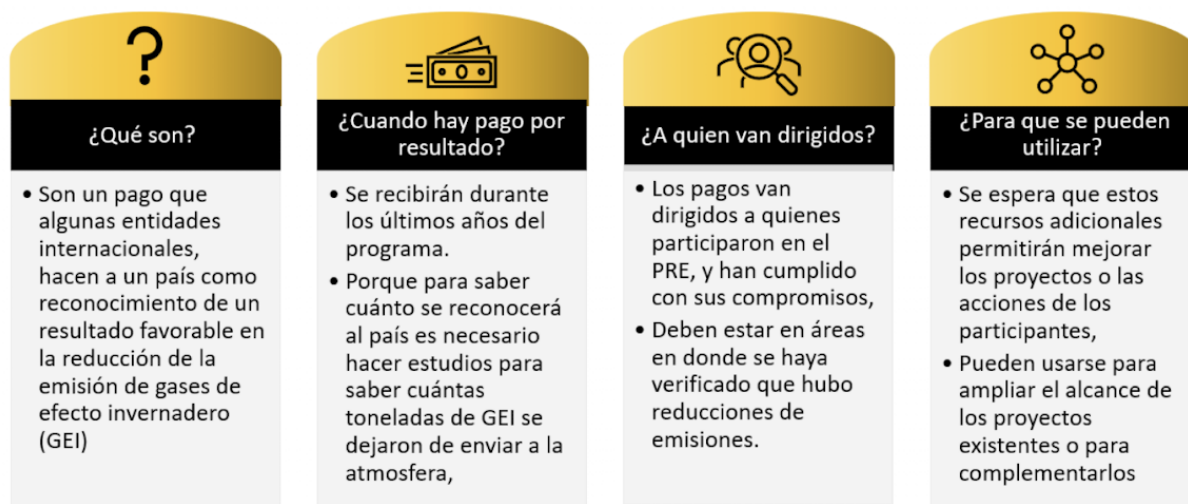 ¿Qué son?
• Son un pago que
algunas entidades
internacionales,
hacen a un país como
reconocimiento de un
resultado favorable en
la reducción de la
emisión de gases de
efecto invernadero
(GEI)
¿Cuando hay pago por
resultado?
• Se recibirán durante
los últimos años del
programa.
• Porque para saber
cuánto se reconocerá
al país es necesario
hacer estudios para
saber cuántas
toneladas de GEI se
dejaron de enviar a la
atmosfera,
¿A quien van dirigidos?
• Los pagos van
dirigidos a quienes
participaron en el
PRE, y han cumplido
con sus compromisos,
• Deben estar en áreas
en donde se haya
verificado que hubo
reducciones de
emisiones.
¿Para que se pueden
utilizar?
• Se espera que estos
recursos adicionales
permitirán mejorar
los proyectos o las
acciones de los
participantes,
• Pueden usarse para
ampliar el alcance de
los proyectos
existentes o para
complementarlos